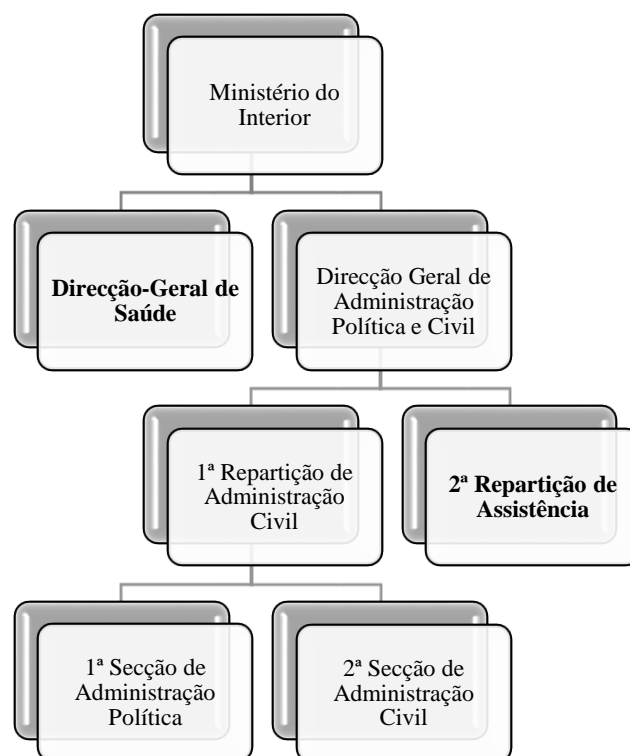 Ministério do
Interior
Direcção-Geral de
Saúde
Direcção Geral de
Administração
Política e Civil
1ª Repartição de
Administração
Civil
2ª Repartição de
Assistência
1ª Secção de
Administração
Política
2ª Secção de
Administração
Civil